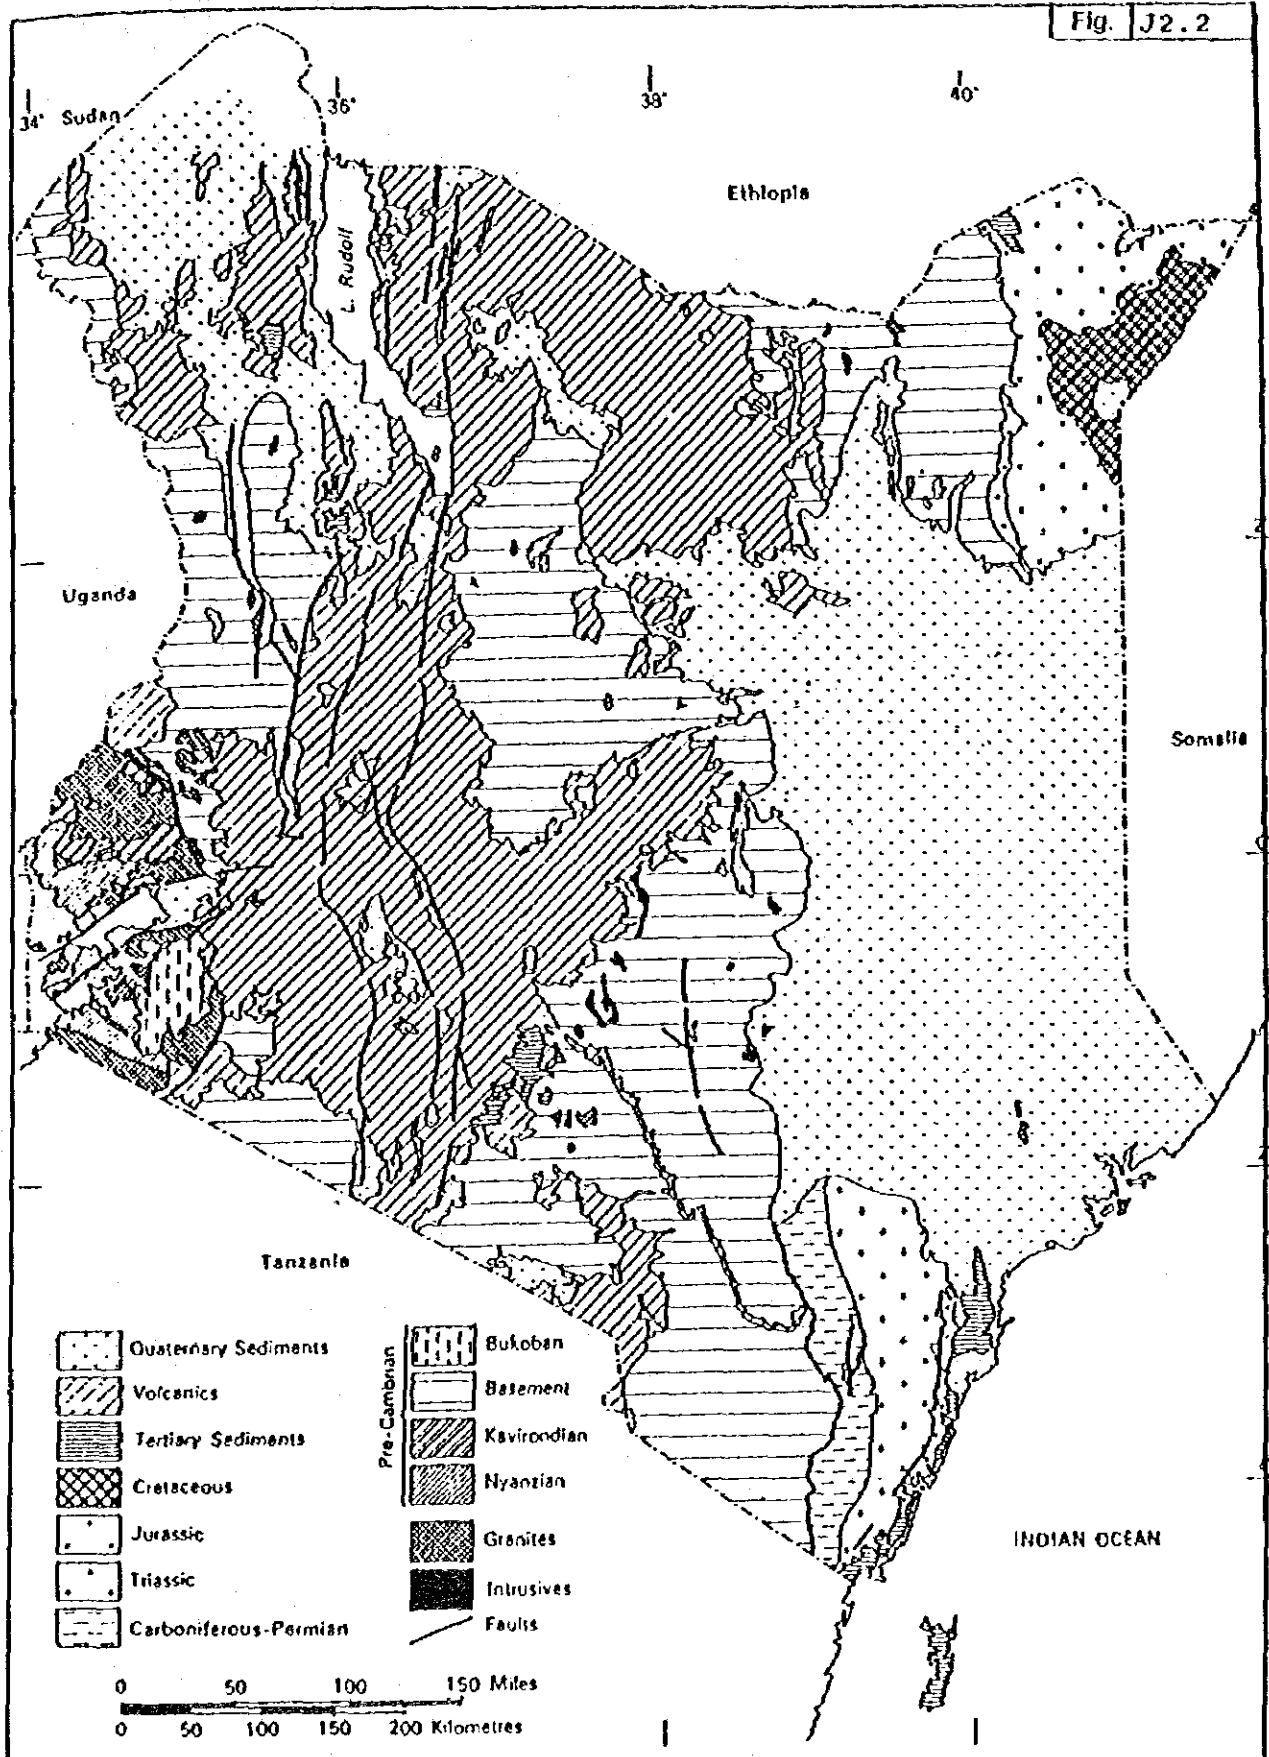 Fig. J2.2
34°
36°
38°
40°
Sudan
Ethiopia
L. Rudolf
Uganda
Somalia
Tanzania
INDIAN OCEAN
Quaternary Sediments
Volcanics
Tertiary Sediments
Cretaceous
Jurassic
Triassic
Carboniferous-Permian
Pre-Cambrian
Bukoban
Basement
Kavirondian
Nyanzian
Granites
Intrusives
Faults
0 50 100 150 Miles
0 50 100 150 200 Kilometres